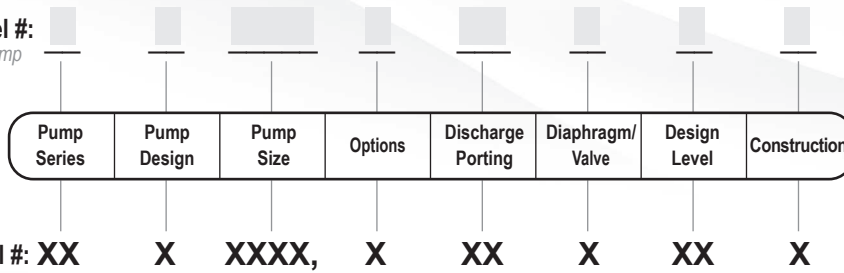 el #:
mp
Pump Series
Pump Design
Pump Size
Options
Discharge Porting
Diaphragm/ Valve
Design Level
Construction
l #: XX X XXXX, X XX X XX X